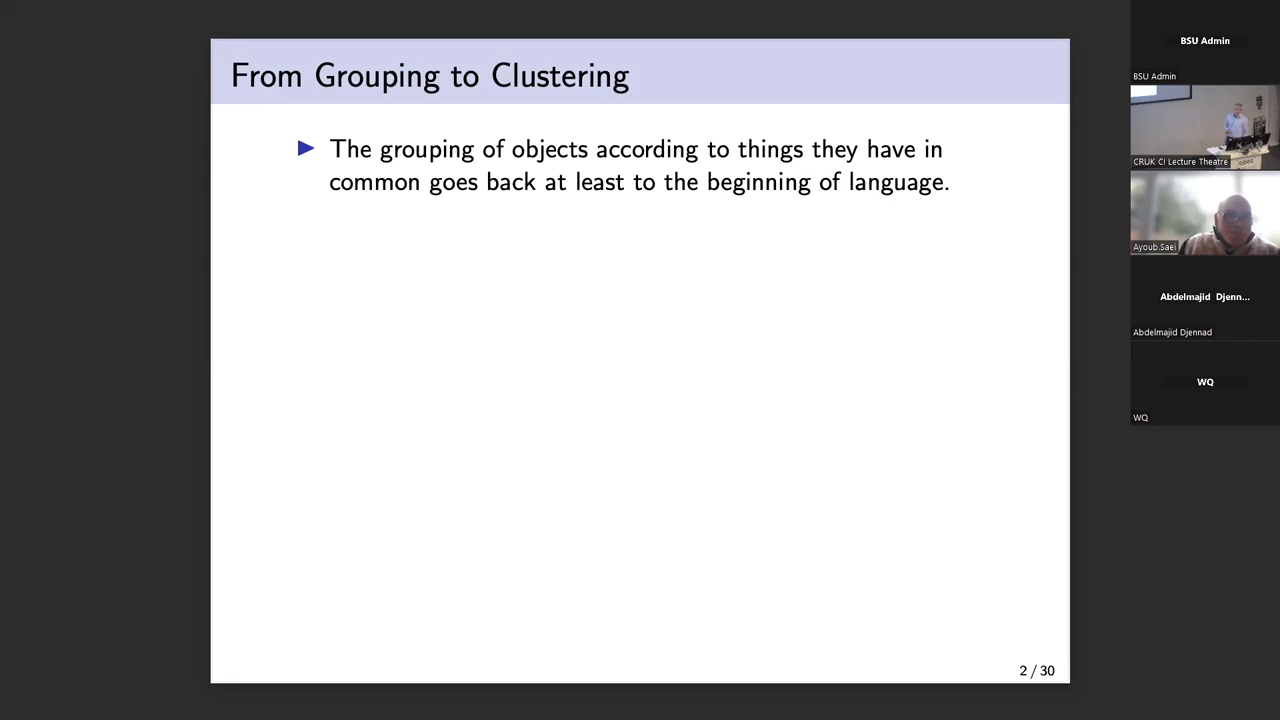 From Grouping to Clustering
The grouping of objects according to things they have in
common goes back at least to the beginning of language.
2 / 30
BSU Admin
BSU Admin
CRUK CI Lecture Theatre
Ayoub.Saei
Abdelmajid Djenn...
Abdelmajid Djennad
WQ
WQ